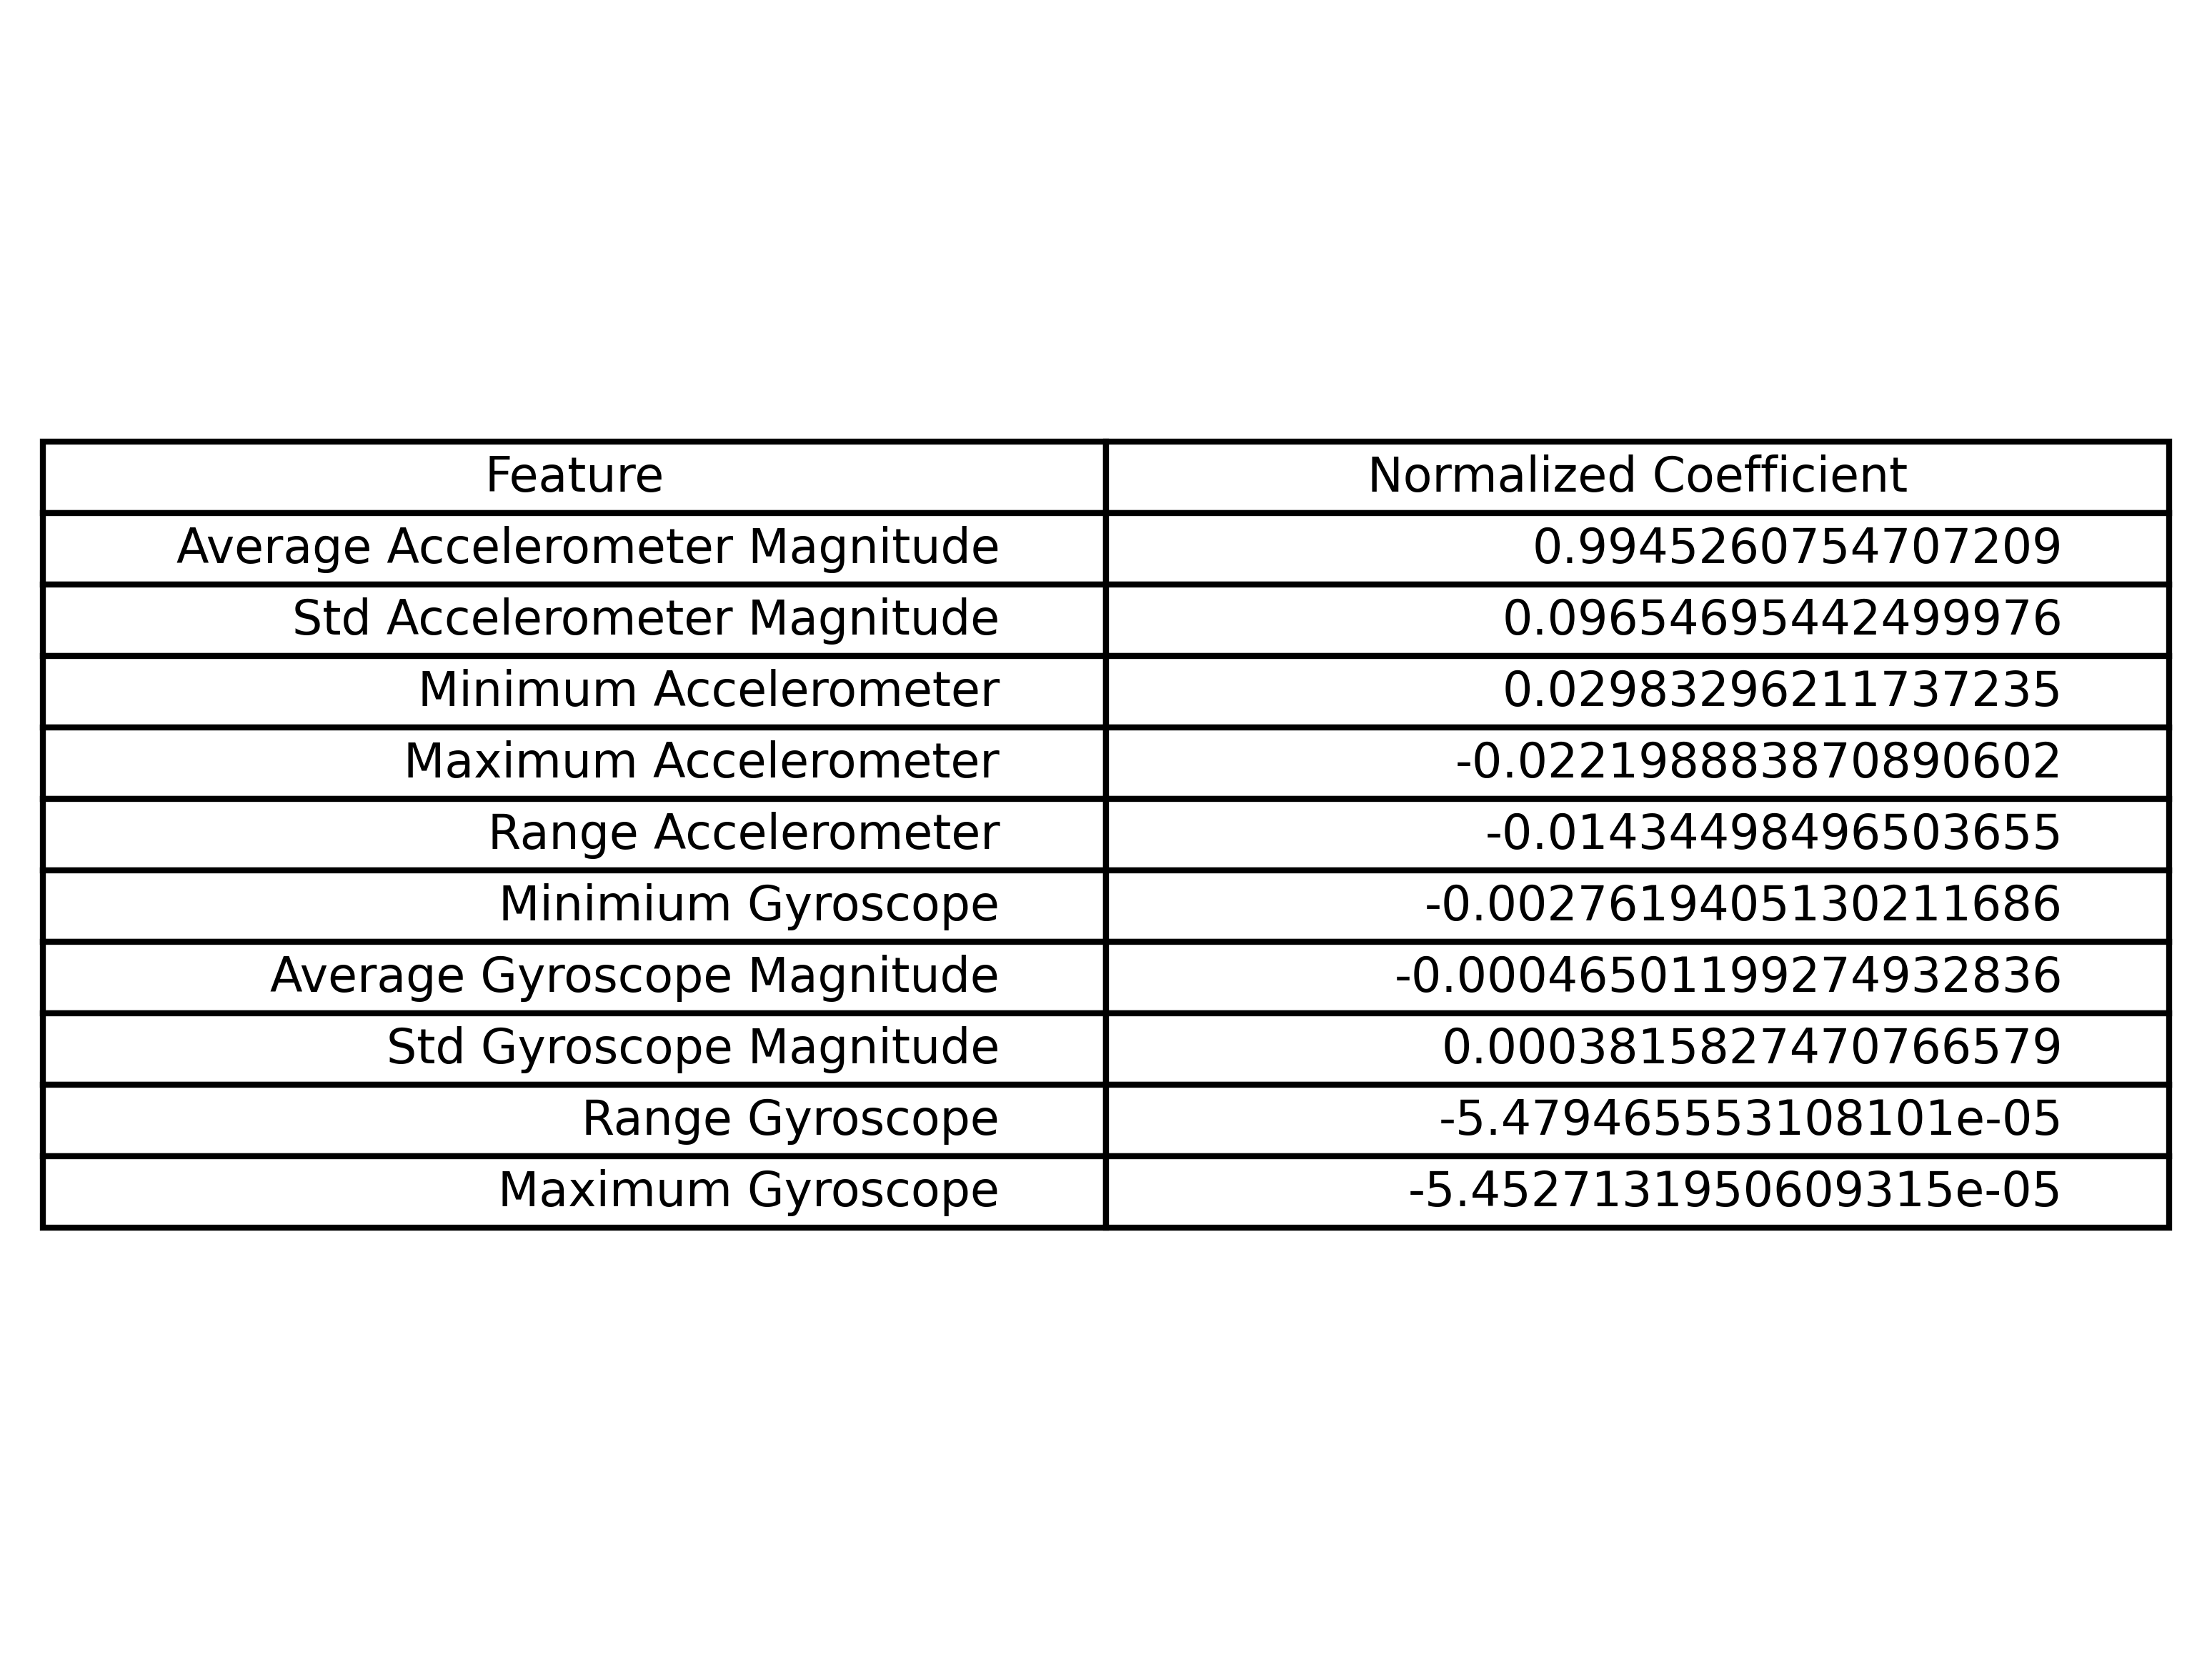 Feature Normalized Coefficient
Average Accelerometer Magnitude 0.9945260754707209
Std Accelerometer Magnitude 0.09654695442499976
Minimum Accelerometer 0.02983296211737235
Maximum Accelerometer -0.022198883870890602
Range Accelerometer -0.01434498496503655
Minimium Gyroscope -0.0027619405130211686
Average Gyroscope Magnitude -0.00046501199274932836
Std Gyroscope Magnitude 0.0003815827470766579
Range Gyroscope -5.479465553108101e-05
Maximum Gyroscope -5.4527131950609315e-05